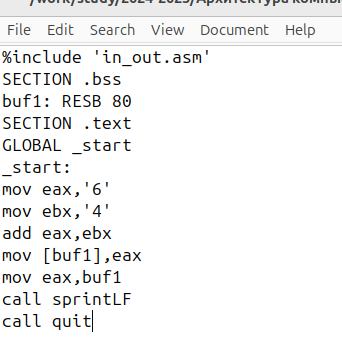 /work/study/2024-2025/Архитектура
File Edit Search View Document Help
%include 'in_out.asm'
SECTION .bss
buf1: RESB 80
SECTION .text
GLOBAL _start
_start:
mov eax,'6'
mov ebx,'4'
add eax,ebx
mov [buf1],eax
mov eax,buf1
call sprintLF
call quit